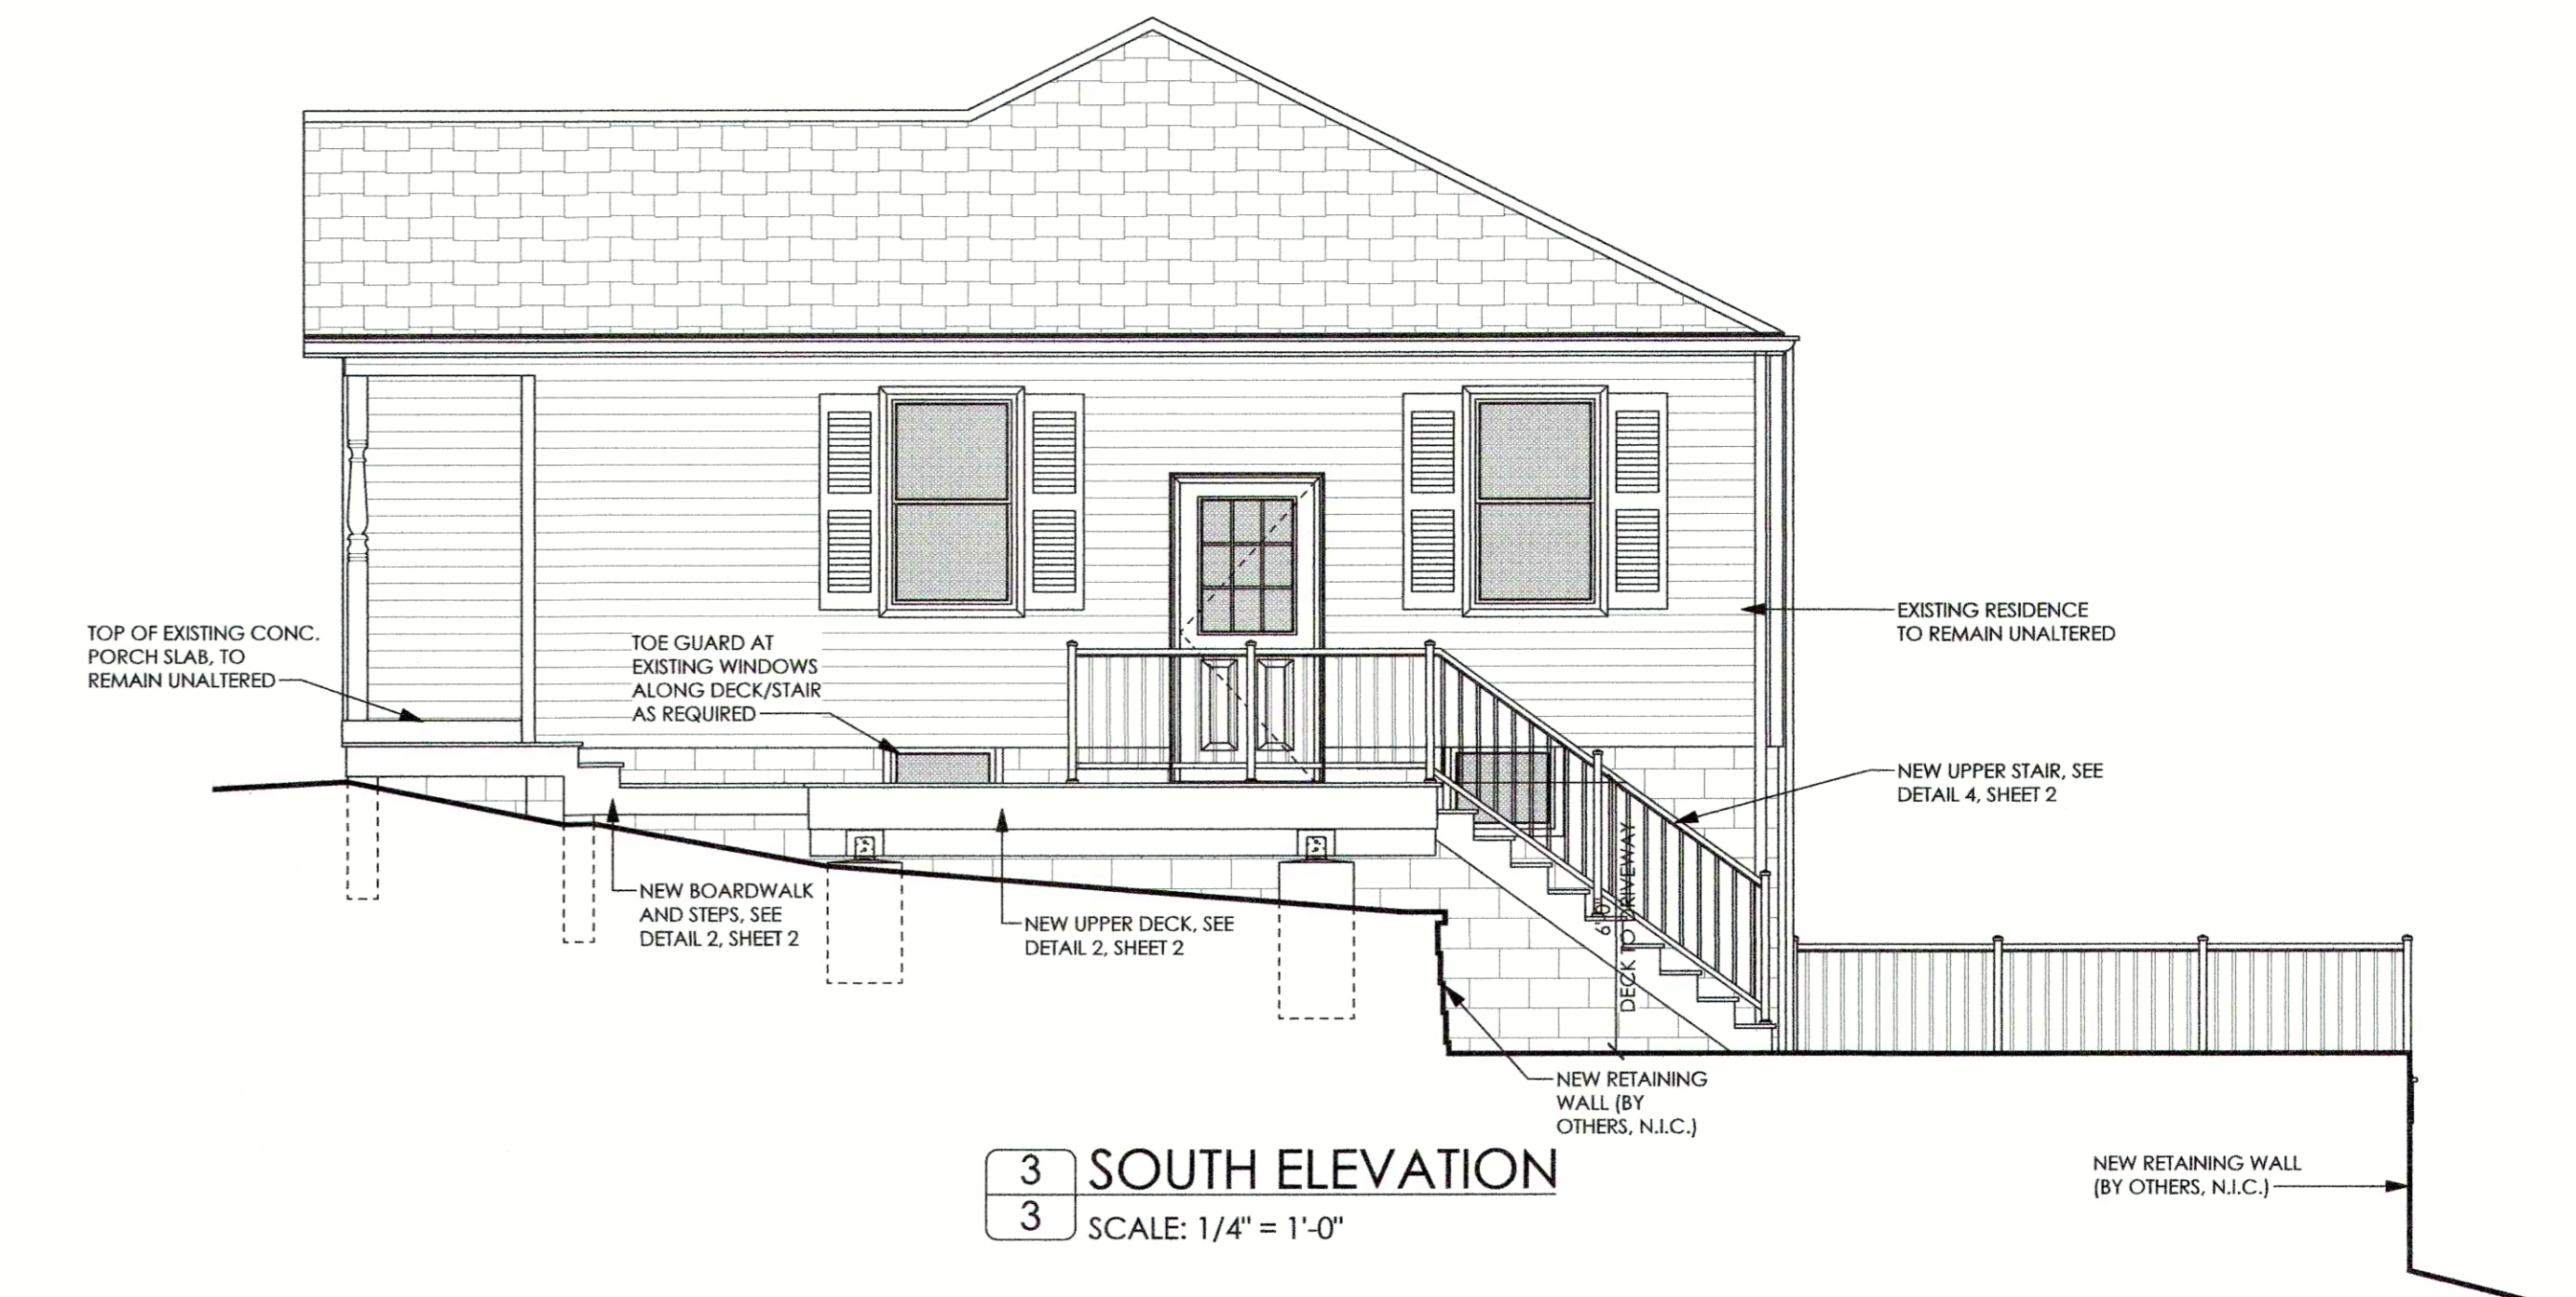 TOP OF EXISTING CONC.
PORCH SLAB, TO
REMAIN UNALTERED
TOE GUARD AT
EXISTING WINDOWS
ALONG DECK/STAIR
AS REQUIRED
EXISTING RESIDENCE
TO REMAIN UNALTERED
NEW UPPER STAIR, SEE
DETAIL 4, SHEET 2
NEW BOARDWALK
AND STEPS, SEE
DETAIL 2, SHEET 2
NEW UPPER DECK, SEE
DETAIL 2, SHEET 2
DECK TO DRIVEWAY
NEW RETAINING
WALL (BY
OTHERS, N.I.C.)
NEW RETAINING WALL
(BY OTHERS, N.I.C.)
3
3
SOUTH ELEVATION
SCALE: 1/4" = 1'-0"